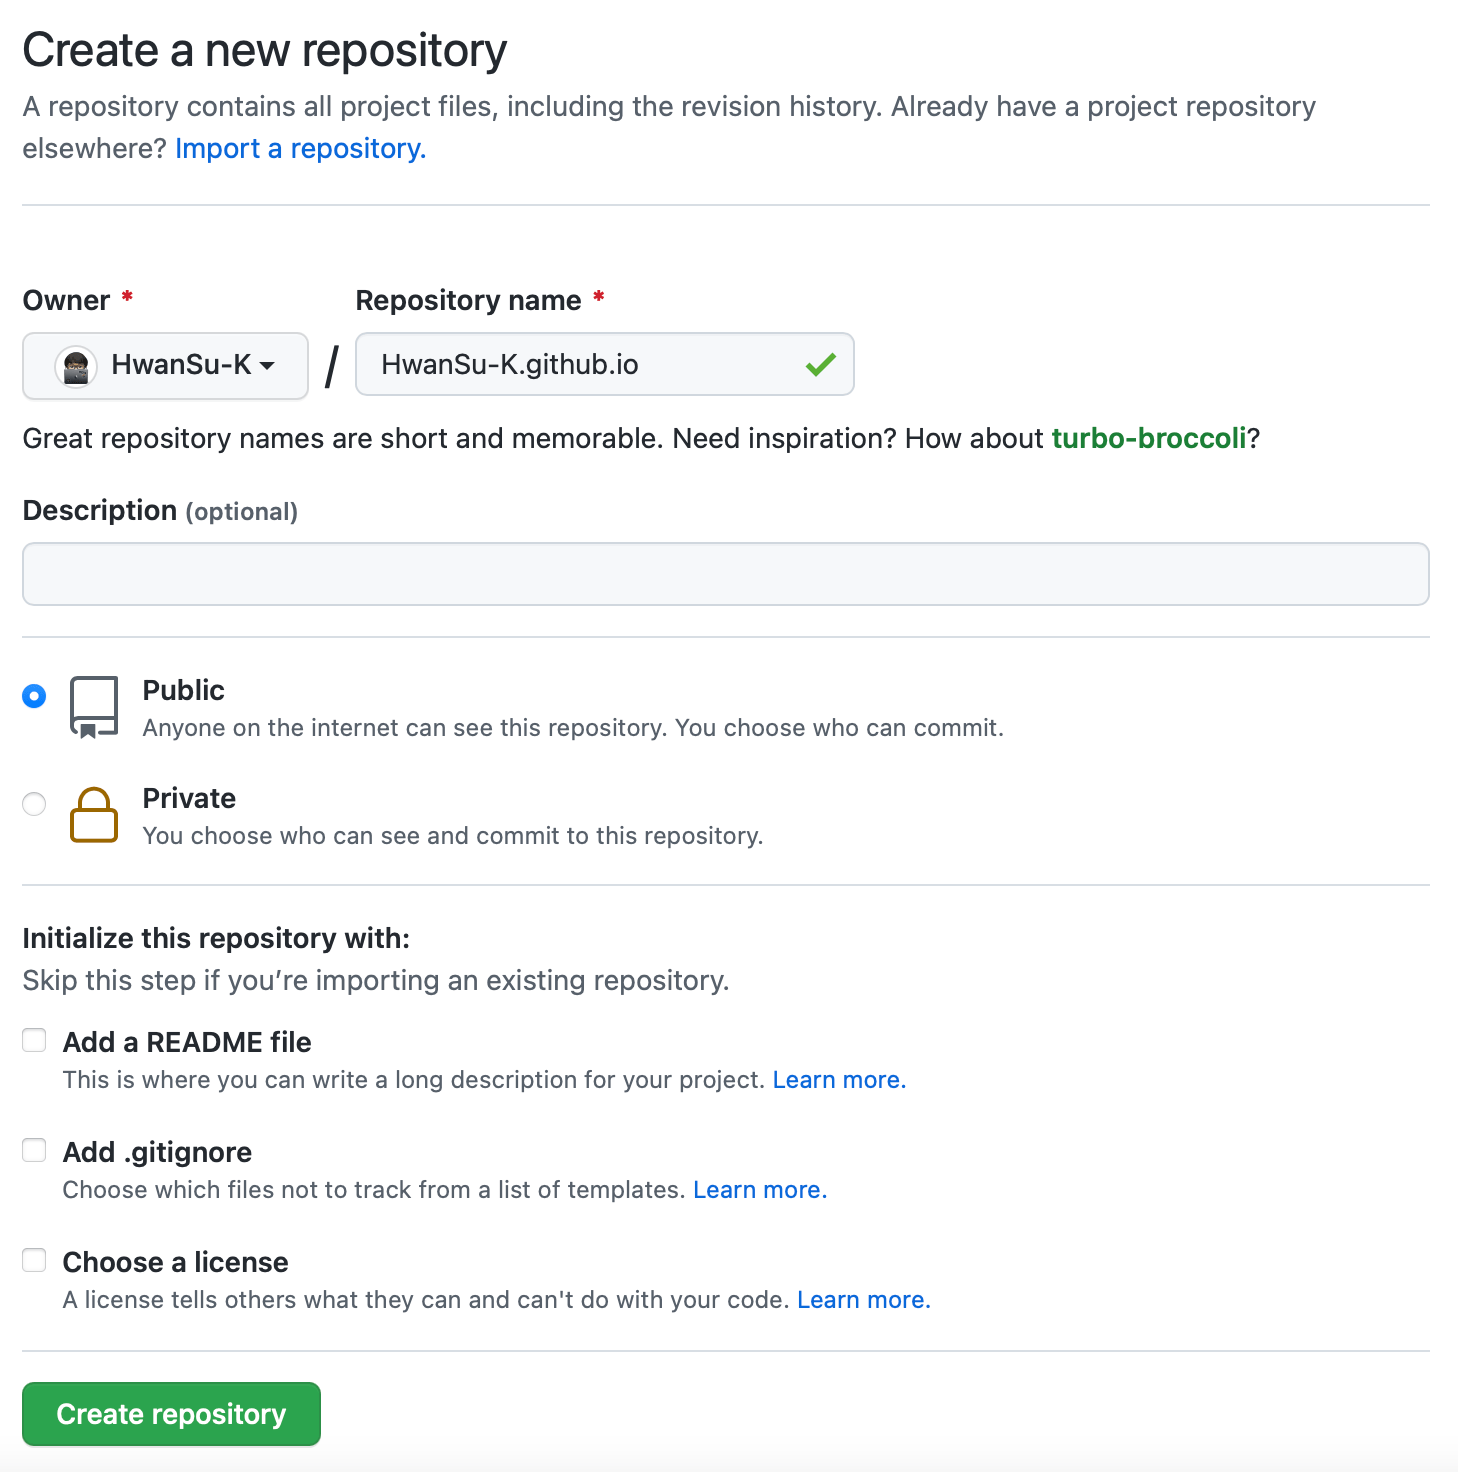 Create a new repository
A repository contains all project files, including the revision history. Already have a project repository
elsewhere? Import a repository.
Owner * Repository name *
HwanSu-K / HwanSu-K.github.io
Great repository names are short and memorable. Need inspiration? How about turbo-broccoli?
Description (optional)
Public
Anyone on the internet can see this repository. You choose who can commit.
Private
You choose who can see and commit to this repository.
Initialize this repository with:
Skip this step if you’re importing an existing repository.
Add a README file
This is where you can write a long description for your project. Learn more.
Add .gitignore
Choose which files not to track from a list of templates. Learn more.
Choose a license
A license tells others what they can and can't do with your code. Learn more.
Create repository